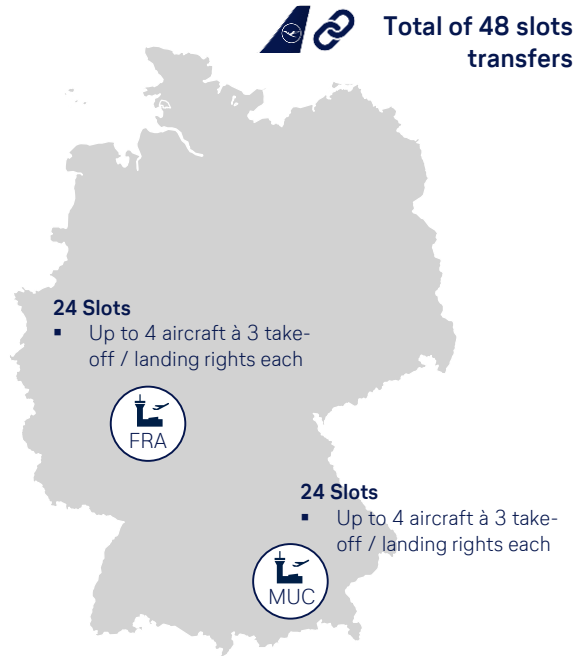 Total of 48 slots
transfers
24 Slots
▪ Up to 4 aircraft à 3 take-
off / landing rights each
FRA
24 Slots
▪ Up to 4 aircraft à 3 take-
off / landing rights each
MUC